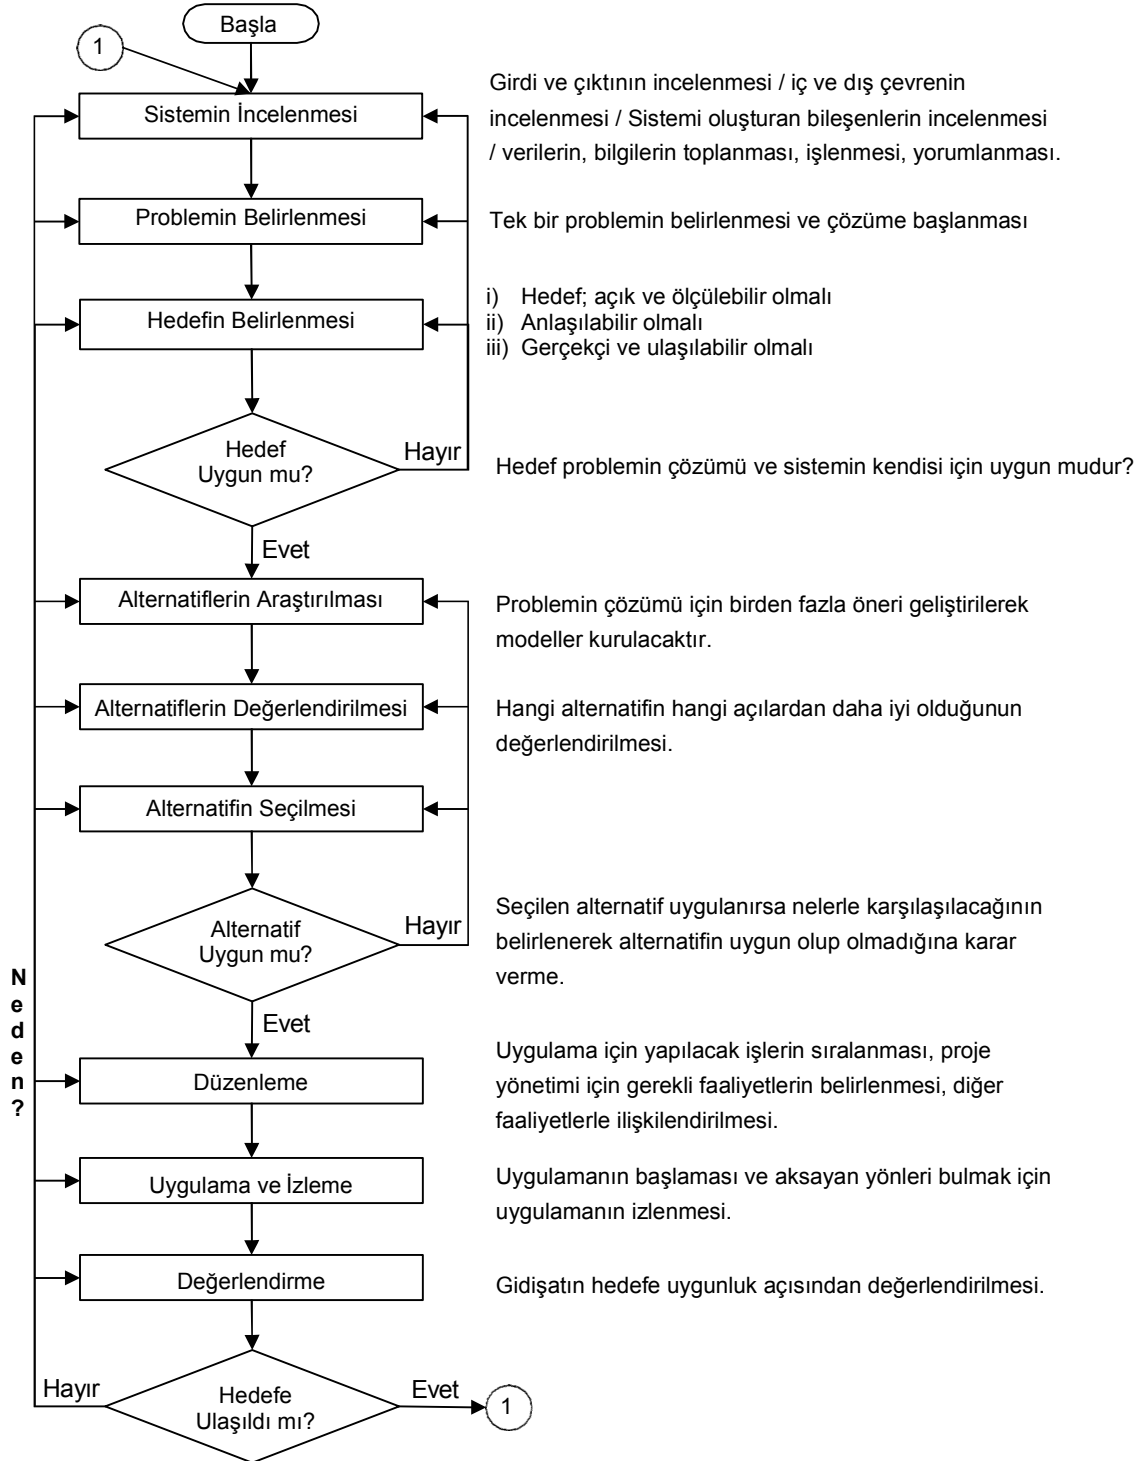 Başla
1
Sistemin İncelenmesi
Girdi ve çıktının incelenmesi / iç ve dış çevrenin
incelenmesi / Sistemi oluşturan bileşenlerin incelenmesi
/ verilerin, bilgilerin toplanması, işlenmesi, yorumlanması.
Problemin Belirlenmesi
Tek bir problemin belirlenmesi ve çözüme başlanması
Hedefin Belirlenmesi
i) Hedef; açık ve ölçülebilir olmalı
ii) Anlaşılabilir olmalı
iii) Gerçekçi ve ulaşılabilir olmalı
Hedef
Uygun mu?
Hayır
Hedef problemin çözümü ve sistemin kendisi için uygun mudur?
Evet
Alternatiflerin Araştırılması
Problemin çözümü için birden fazla öneri geliştirilerek
modeller kurulacaktır.
Alternatiflerin Değerlendirilmesi
Hangi alternatifin hangi açılardan daha iyi olduğunun
değerlendirilmesi.
Alternatifin Seçilmesi
Alternatif
Uygun mu?
Hayır
Seçilen alternatif uygulanırsa nelerle karşılaşılacağının
belirlenerek alternatifin uygun olup olmadığına karar
verme.
Evet
Neden?
Düzenleme
Uygulama için yapılacak işlerin sıralanması, proje
yönetimi için gerekli faaliyetlerin belirlenmesi, diğer
faaliyetlerle ilişkilendirilmesi.
Uygulama ve İzleme
Uygulamanın başlaması ve aksayan yönleri bulmak için
uygulamanın izlenmesi.
Değerlendirme
Gidişatın hedefe uygunluk açısından değerlendirilmesi.
Hayır
Hedefe
Ulaşıldı mı?
Evet
1